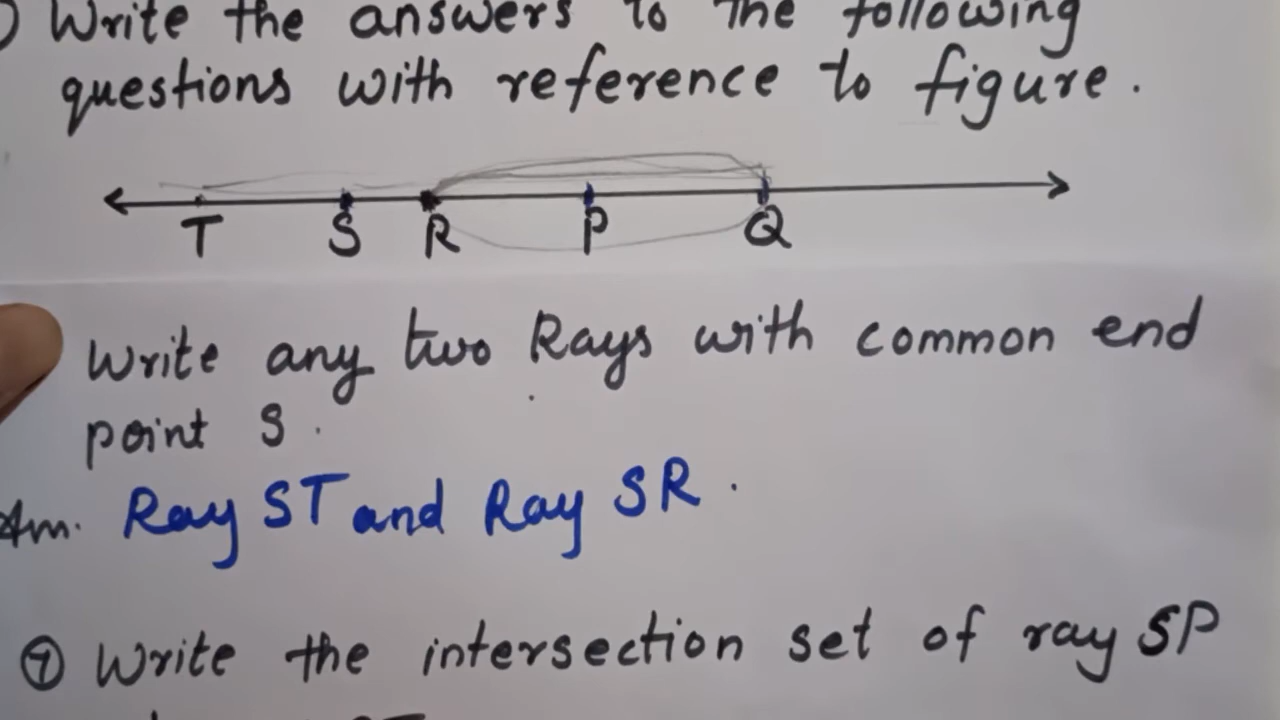 ) Write the answers to the following
questions with reference to figure.
T S R P Q
Write any two Rays with common end
point S.
Ans. Ray ST and Ray SR.
⑦ Write the intersection set of ray SP
ST